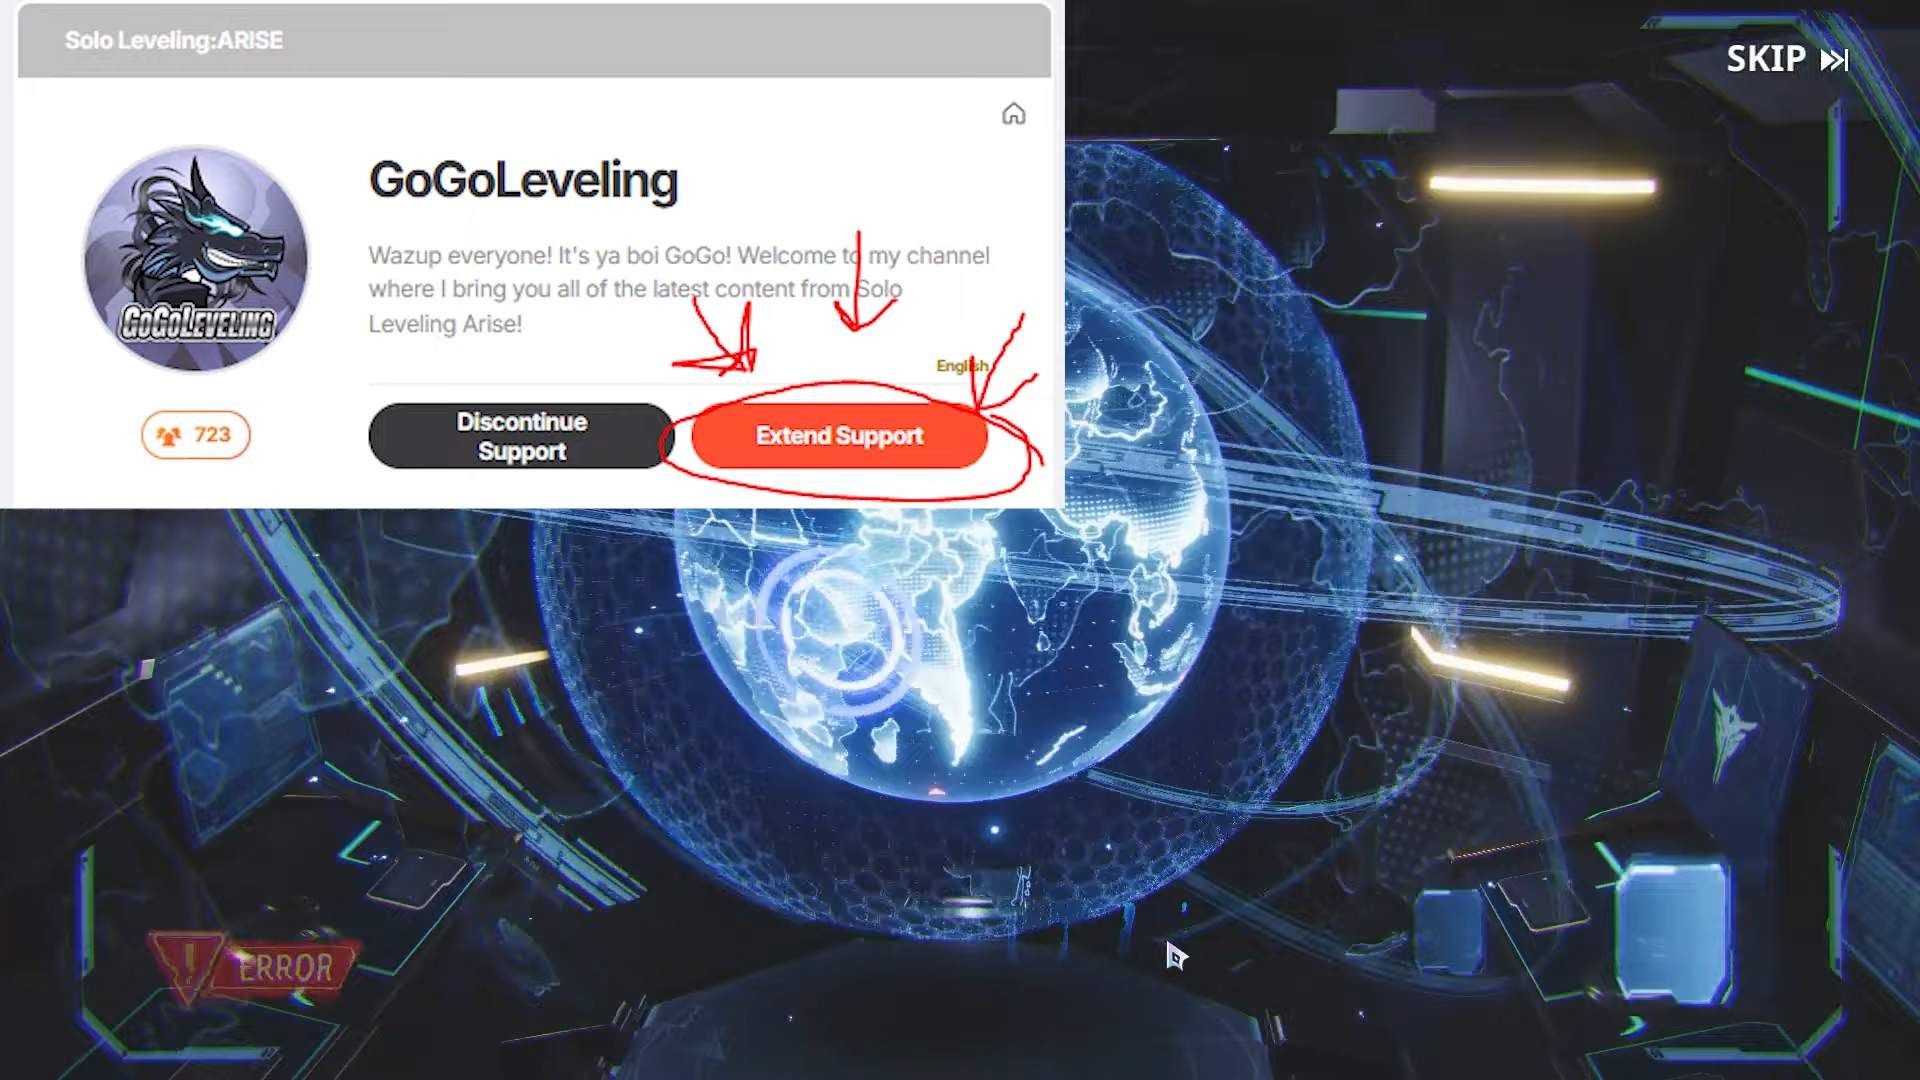 Solo Leveling:ARISE
SKIP
GoGoLeveling
Wazup everyone! It's ya boi GoGo! Welcome to my channel
where I bring you all of the latest content from Solo
Leveling Arise!
GOGOLEVELING
English
723
Discontinue
Support
Extend Support
ERROR